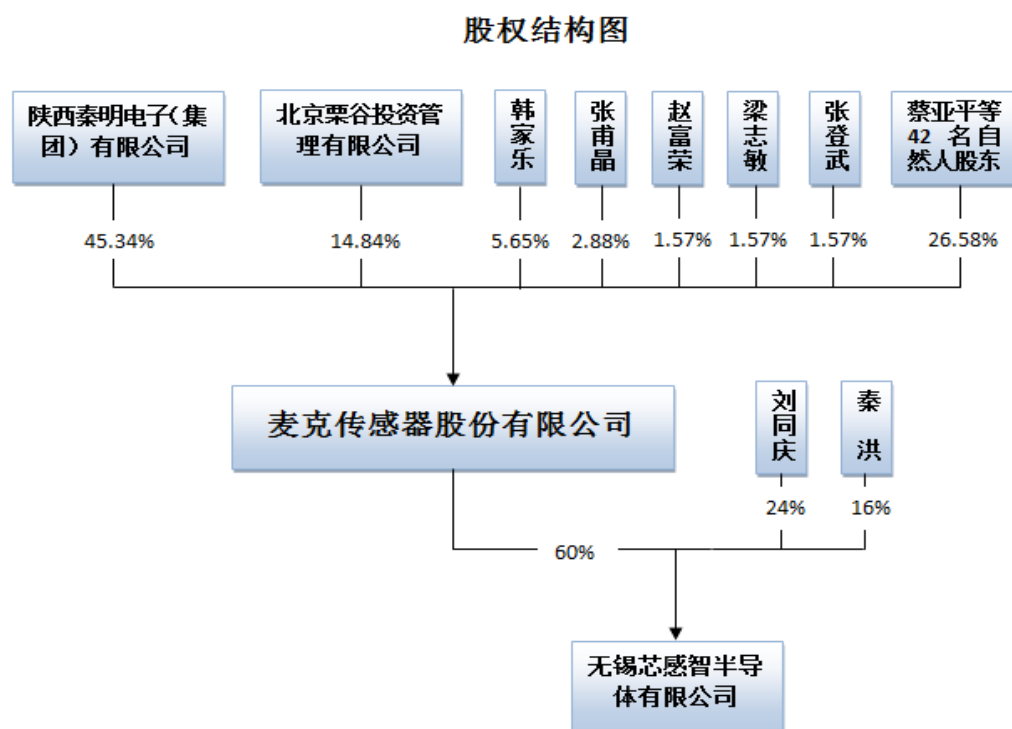 股权结构图
陕西秦明电子(集
团)有限公司
北京栗谷投资管
理有限公司
韩家乐
张甫晶
赵富荣
梁志敏
张登武
蔡亚平等
42 名自
然人股东
45.34%
14.84%
5.65%
2.88%
1.57%
1.57%
1.57%
26.58%
麦克传感器股份有限公司
刘同庆
秦 洪
24%
16%
60%
无锡芯感智半导
体有限公司